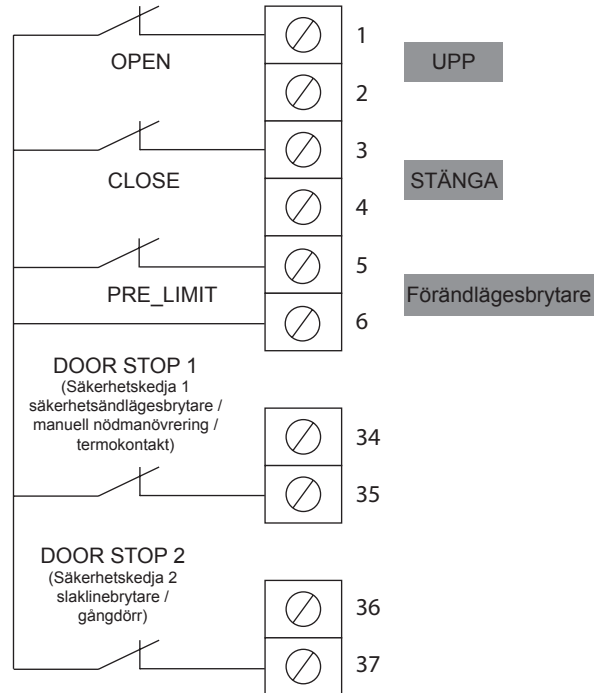 1
OPEN
UPP
2
3
CLOSE
STÄNGA
4
5
PRE_LIMIT
Förändlägesbrytare
6
DOOR STOP 1
(Säkerhetskedja 1
säkerhetsändlägesbrytare /
manuell nödmanövrering /
termokontakt)
34
35
DOOR STOP 2
(Säkerhetskedja 2
slaklinebrytare /
gångdörr)
36
37